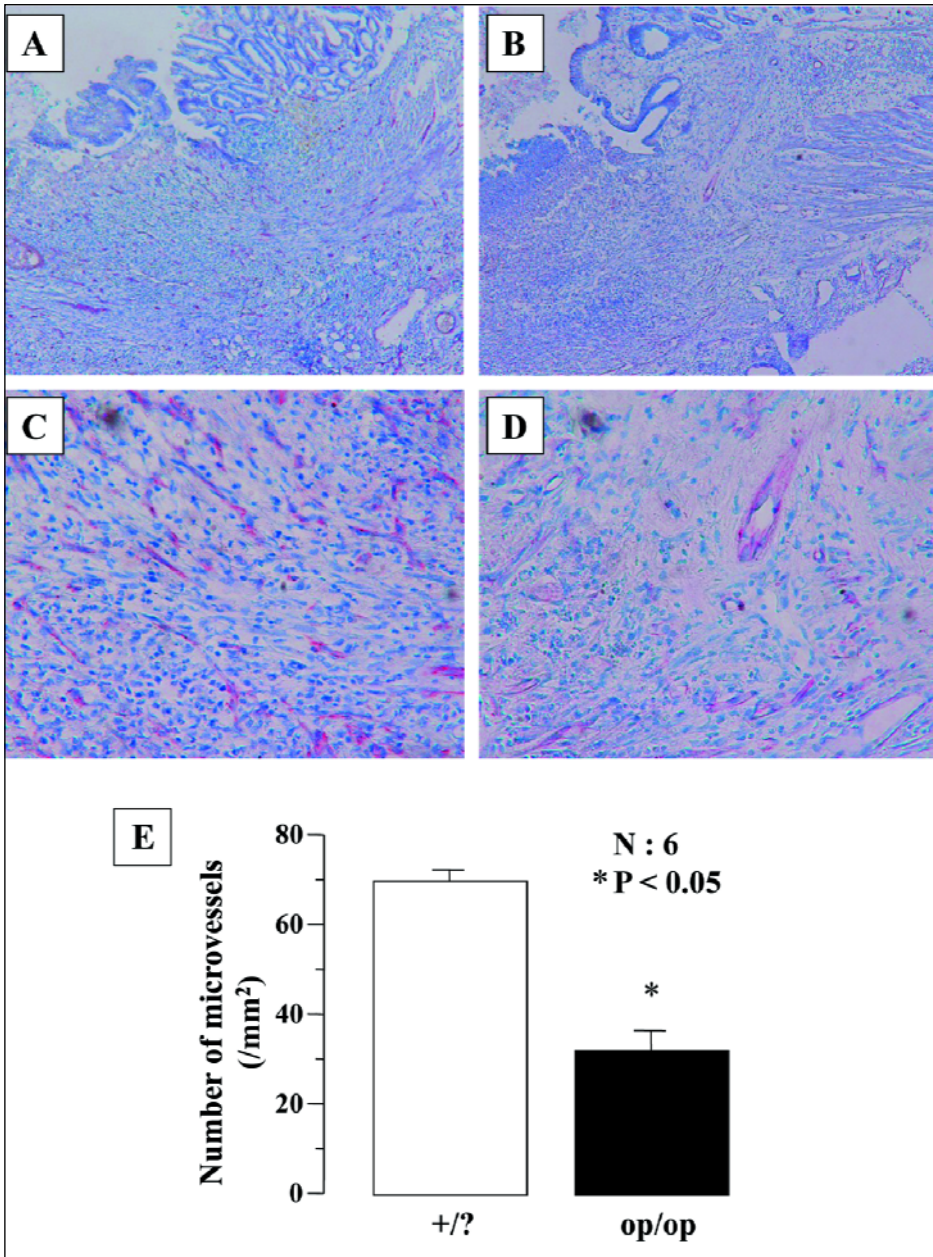 A
B
C
D
E
Number of microvessels
(/mm²)
80
60
40
20
0
N : 6
* P < 0.05
*
+/?
op/op